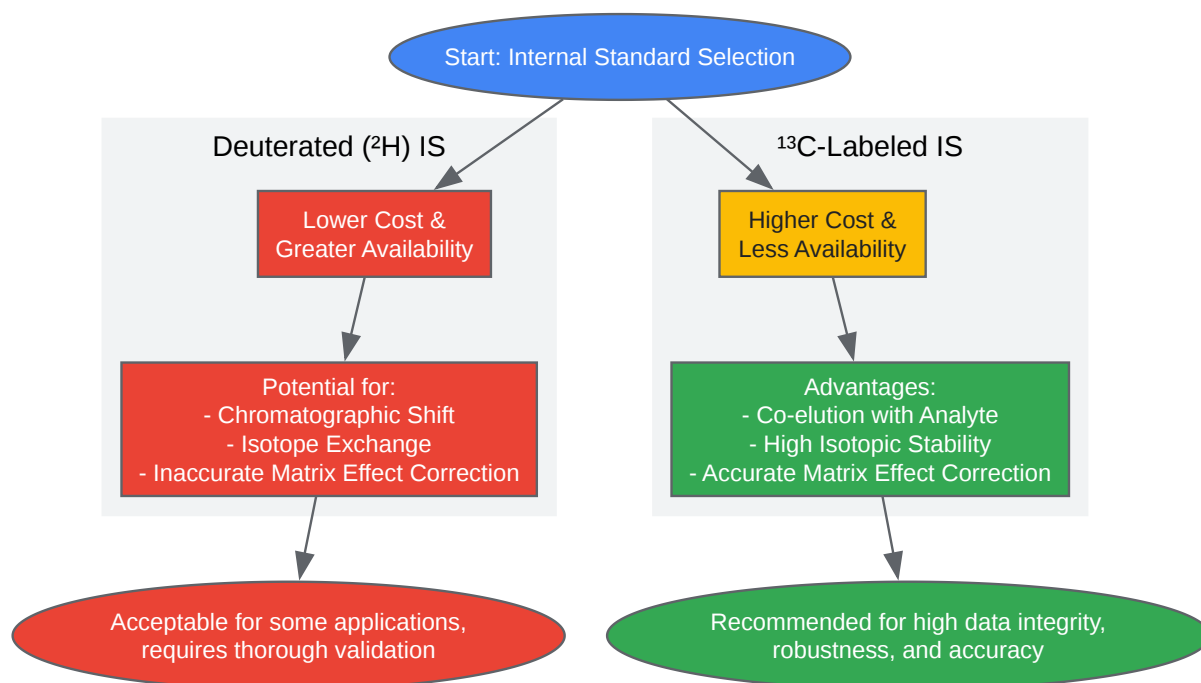 Start: Internal Standard Selection
Deuterated (²H) IS
Lower Cost &
Greater Availability
Potential for:
- Chromatographic Shift
- Isotope Exchange
- Inaccurate Matrix Effect Correction
Acceptable for some applications,
requires thorough validation
¹³C-Labeled IS
Higher Cost &
Less Availability
Advantages:
- Co-elution with Analyte
- High Isotopic Stability
- Accurate Matrix Effect Correction
Recommended for high data integrity,
robustness, and accuracy